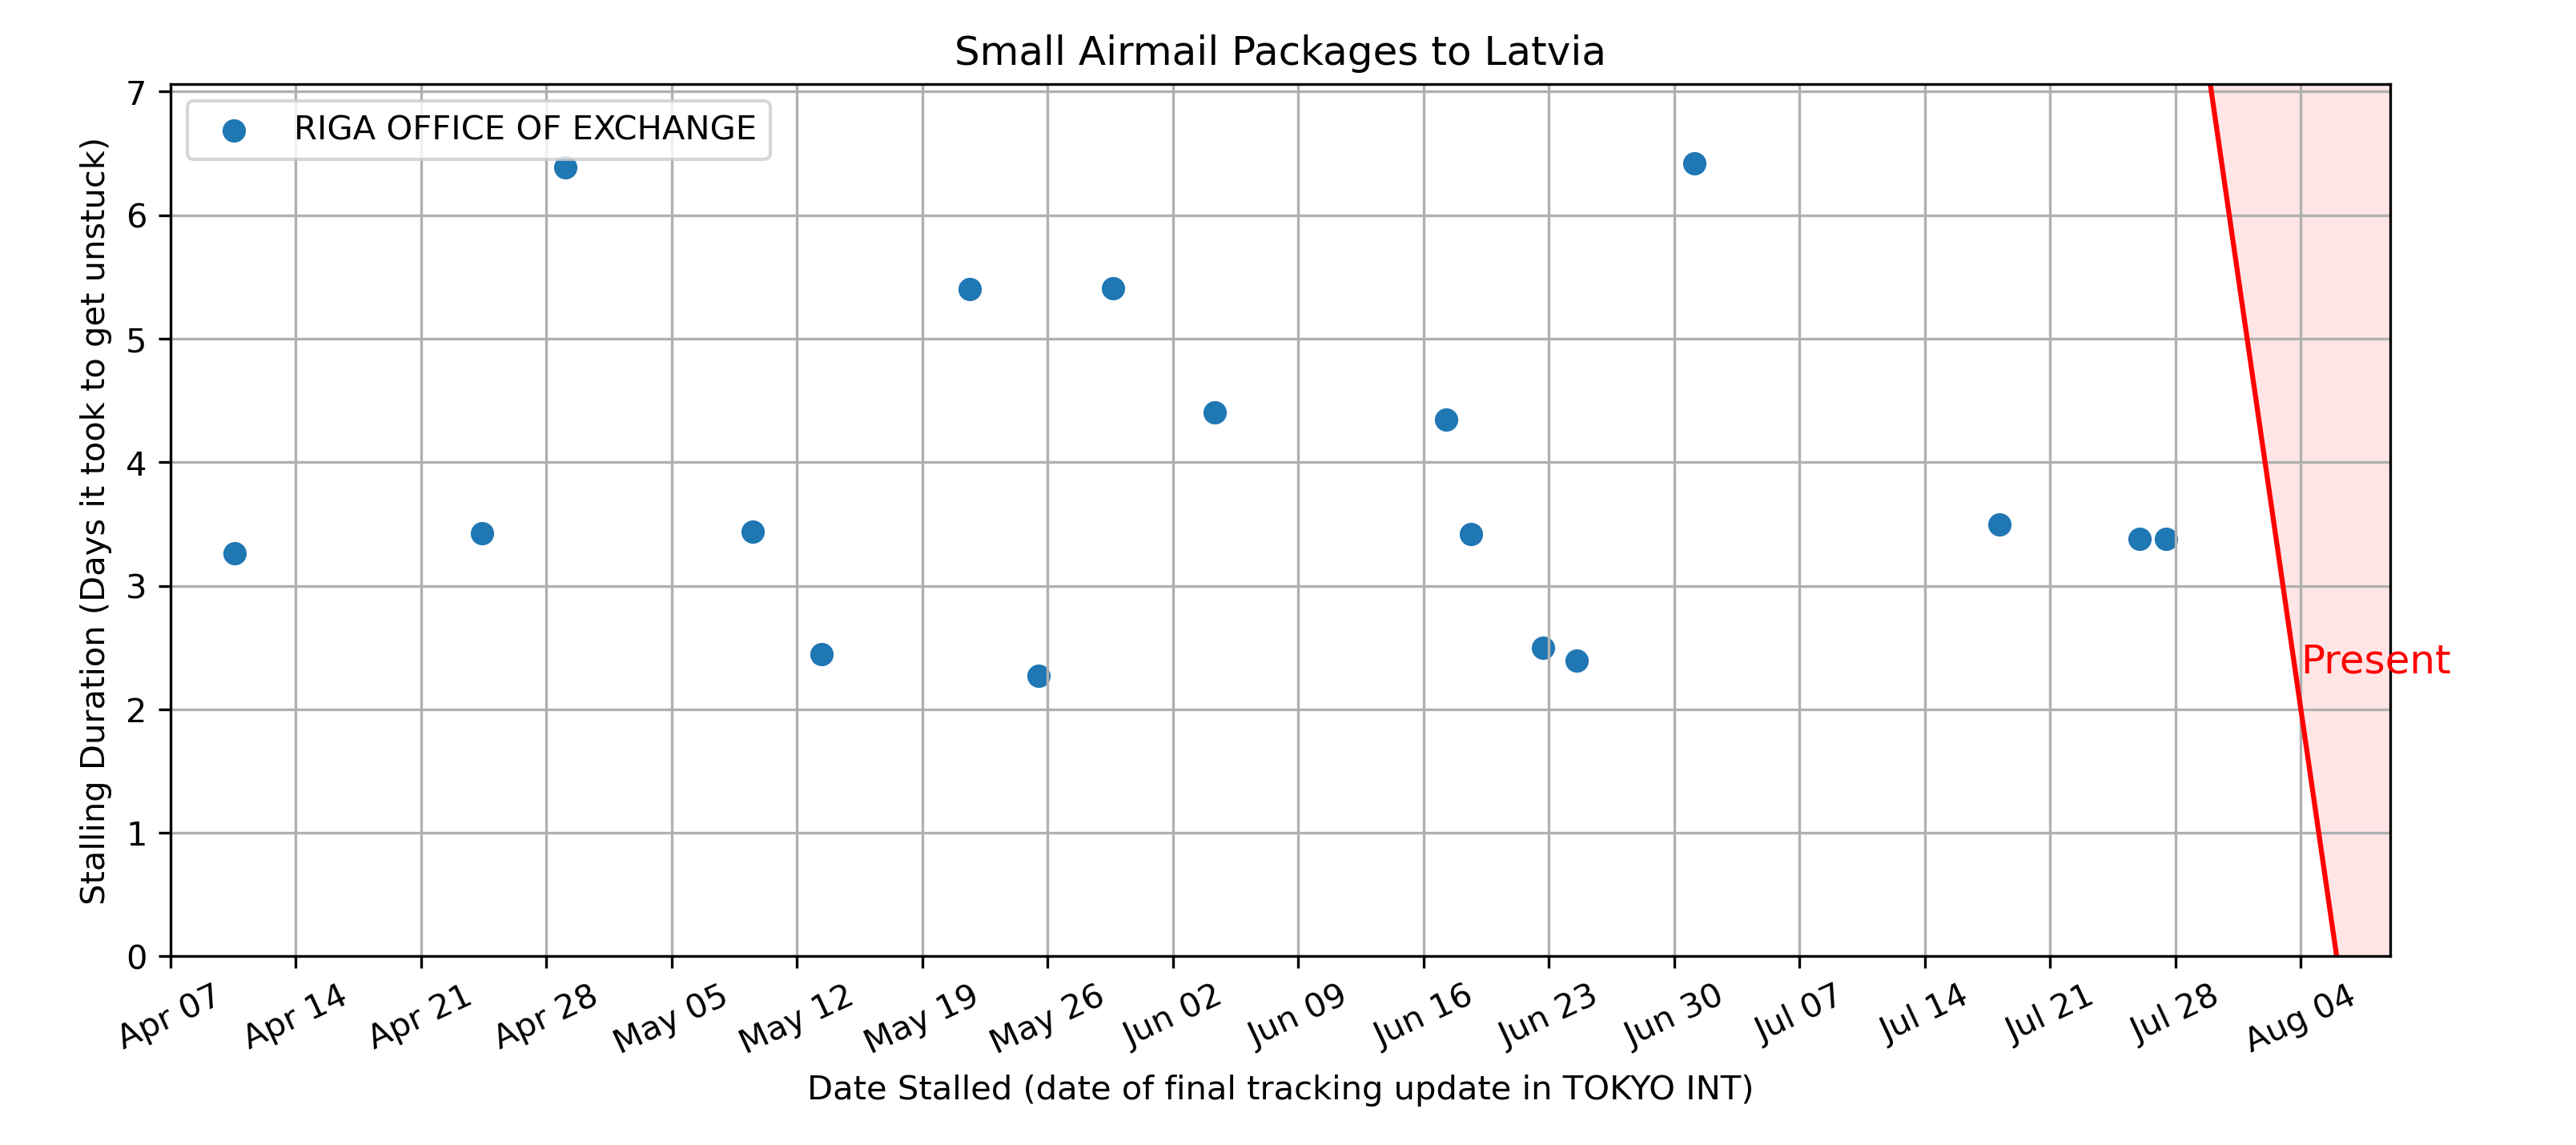 Small Airmail Packages to Latvia
RIGA OFFICE OF EXCHANGE
Stalling Duration (Days it took to get unstuck)
7
6
5
4
3
2
1
0
Present
Apr 07
Apr 14
Apr 21
Apr 28
May 05
May 12
May 19
May 26
Jun 02
Jun 09
Jun 16
Jun 23
Jun 30
Jul 07
Jul 14
Jul 21
Jul 28
Aug 04
Date Stalled (date of final tracking update in TOKYO INT)